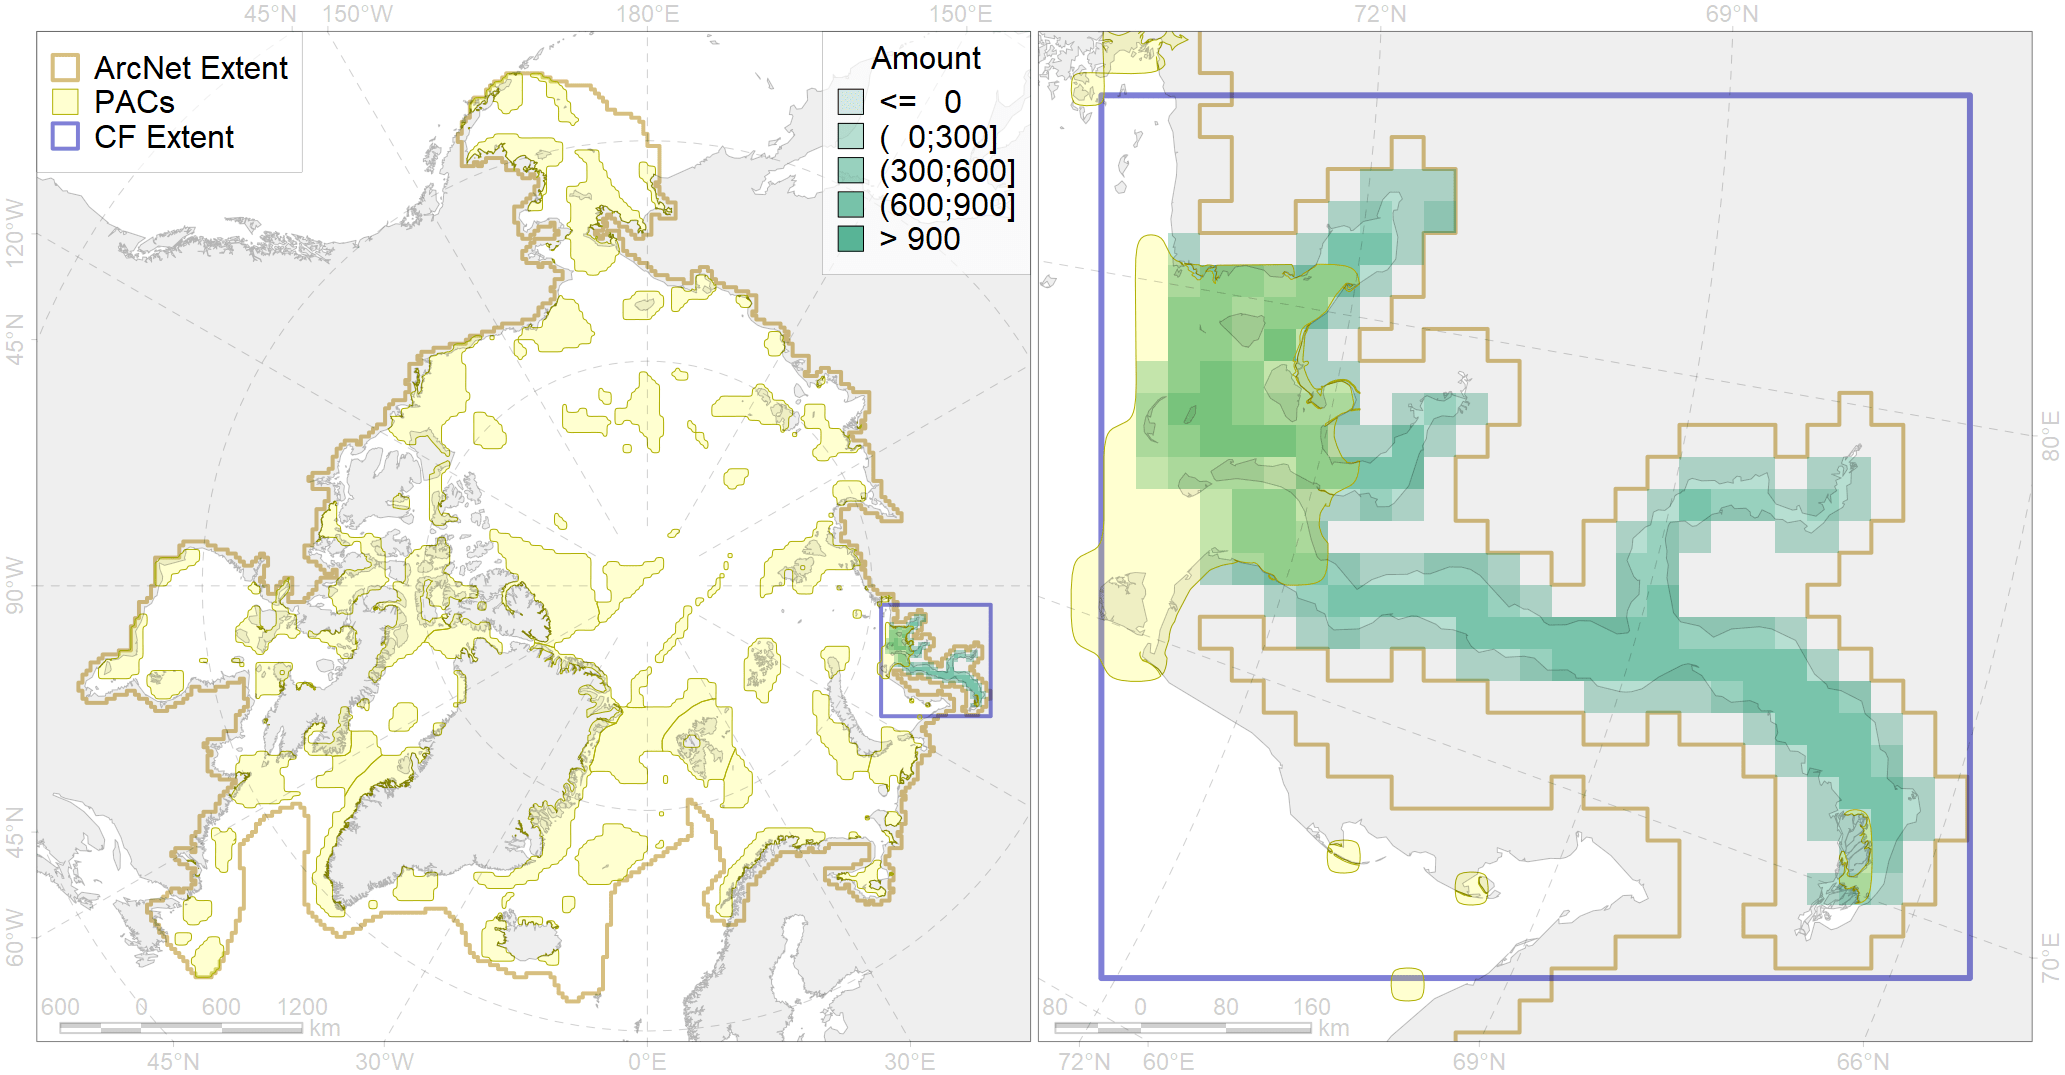 45°N 150°W 180°E 150°E 72°N 69°N
ArcNet Extent
PACs
CF Extent
Amount
<= 0
( 0;300]
(300;600]
(600;900]
> 900
120°W
45°N
90°W
45°N
60°W
80°E
70°E
600 0 600 1200
km
80 0 80 160
km
45°N 30°W 0°E 30°E 72°N 60°E 69°N 66°N